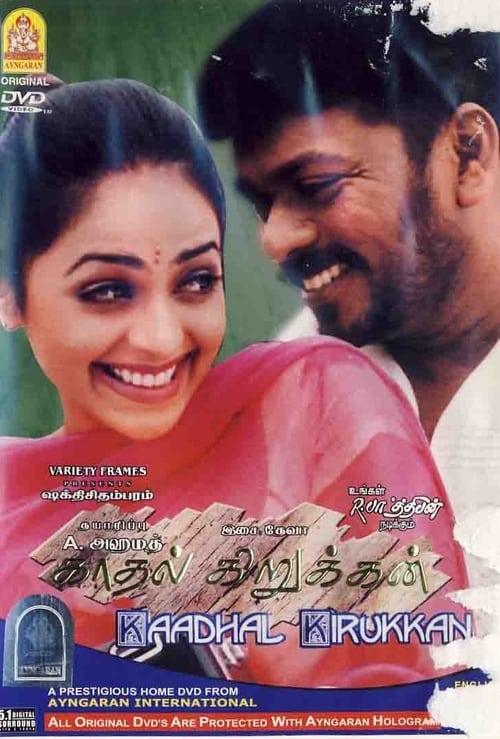 AYNGARAN
ORIGINAL
DVD
VIDEO
VARIETY FRAMES
PRESENTS
ஷக்திசிதம்பரம்
உங்கள்
R.பார்த்திபன்
நடிக்கும்
தயாரிப்பு
இசை தேவா
A. அஹமத்
காதல் கிறுக்கன்
KAADHAL KIRUKKAN
AYNGARAN
A PRESTIGIOUS HOME DVD FROM
AYNGARAN INTERNATIONAL
5.1 DIGITAL
SURROUND
ALL ORIGINAL DVD'S ARE PROTECTED WITH AYNGARAN HOLOGRAM